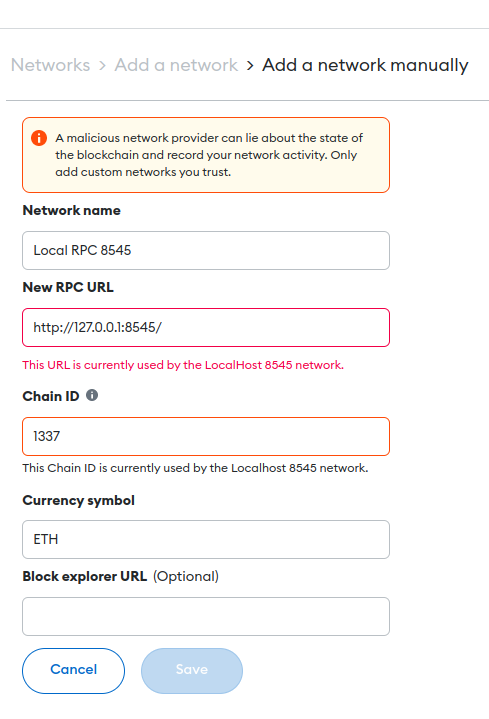 Networks > Add a network > Add a network manually
A malicious network provider can lie about the state of
the blockchain and record your network activity. Only
add custom networks you trust.
Network name
Local RPC 8545
New RPC URL
http://127.0.0.1:8545/
This URL is currently used by the LocalHost 8545 network.
Chain ID
1337
This Chain ID is currently used by the Localhost 8545 network.
Currency symbol
ETH
Block explorer URL (Optional)
Cancel Save